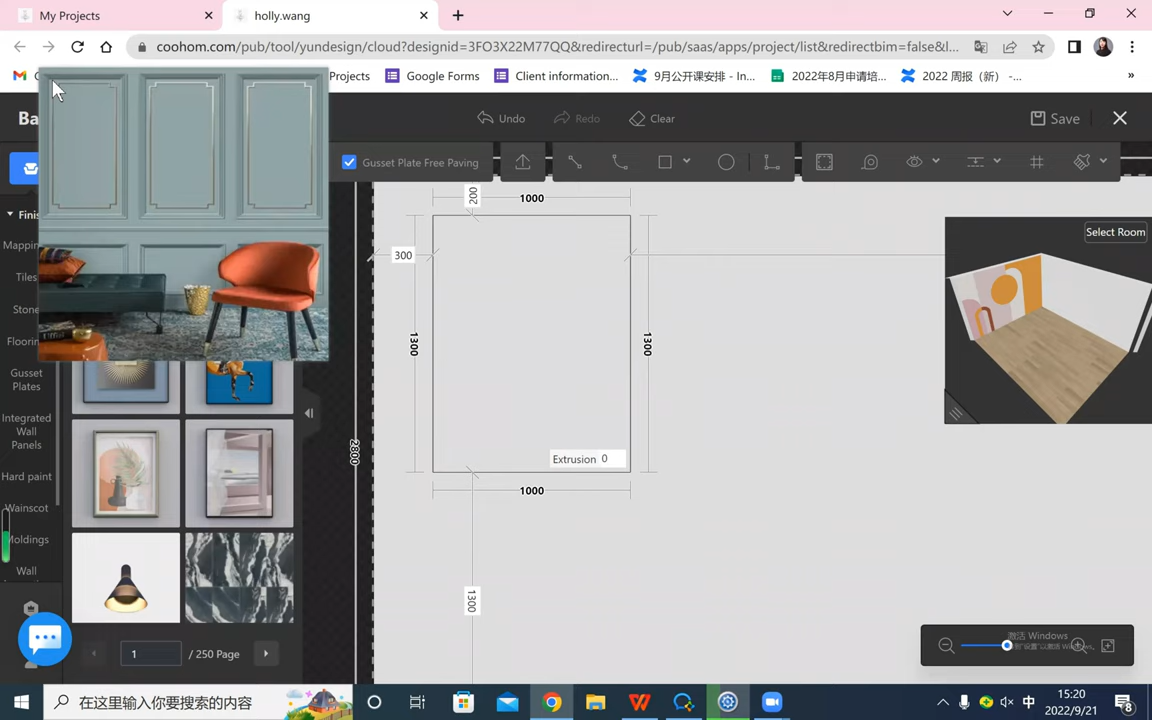 My Projects
holly.wang
coohom.com/pub/tool/yundesign/cloud?designid=3FO3X22M77QQ&redirecturl=/pub/saas/apps/project/list&redirectbim=false&l...
Projects
Google Forms
Client information...
9月公开课安排 - In...
2022年8月申请培...
2022 周报（新） -...
»
Ba
Undo
Redo
Clear
Save
Gusset Plate Free Paving
Finis
Mappin
Tiles
Stone
Floorin
Gusset
Plates
Integrated
Wall
Panels
Hard paint
Wainscot
Moldings
Wall
200
1000
300
1300
1300
Extrusion 0
1000
2800
1300
Select Room
1
/ 250 Page
激活 Windows
在这里输入你要搜索的内容
中
15:20
2022/9/21
8